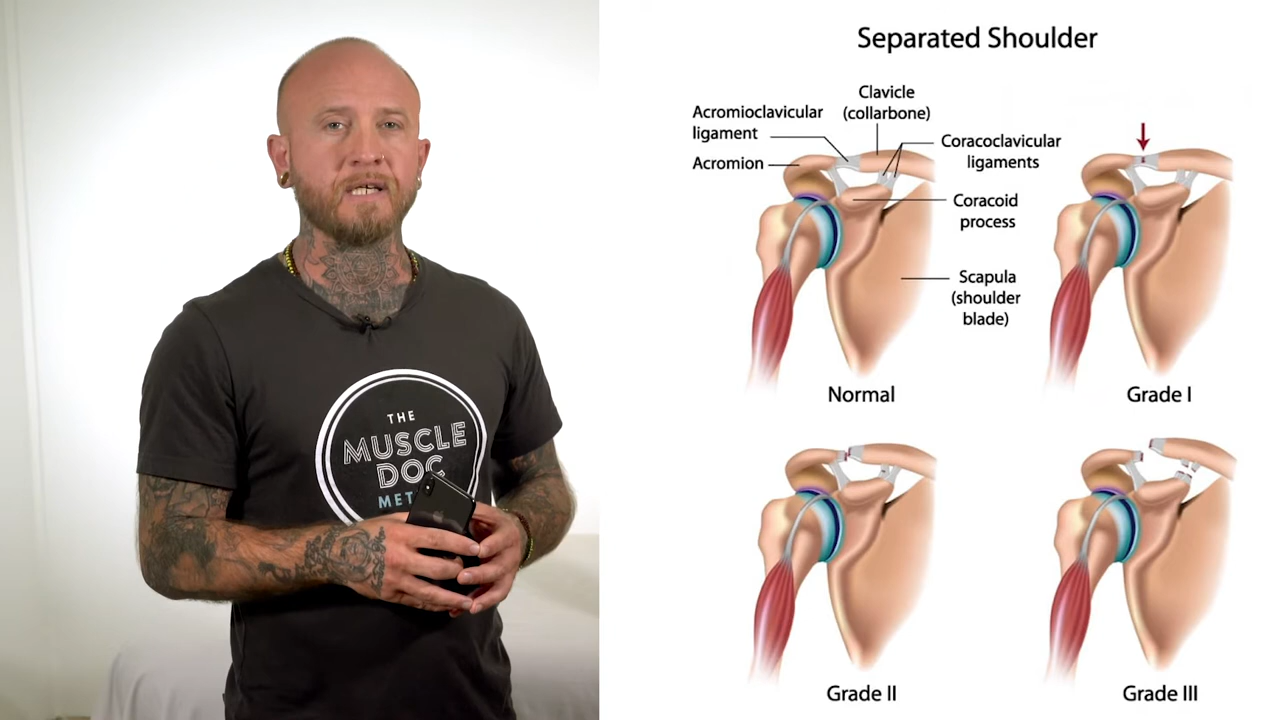 THE
MUSCLE
DOC
MET
Separated Shoulder
Acromioclavicular
ligament
Clavicle
(collarbone)
Coracoclavicular
ligaments
Acromion
Coracoid
process
Scapula
(shoulder
blade)
Normal
Grade I
Grade II
Grade III